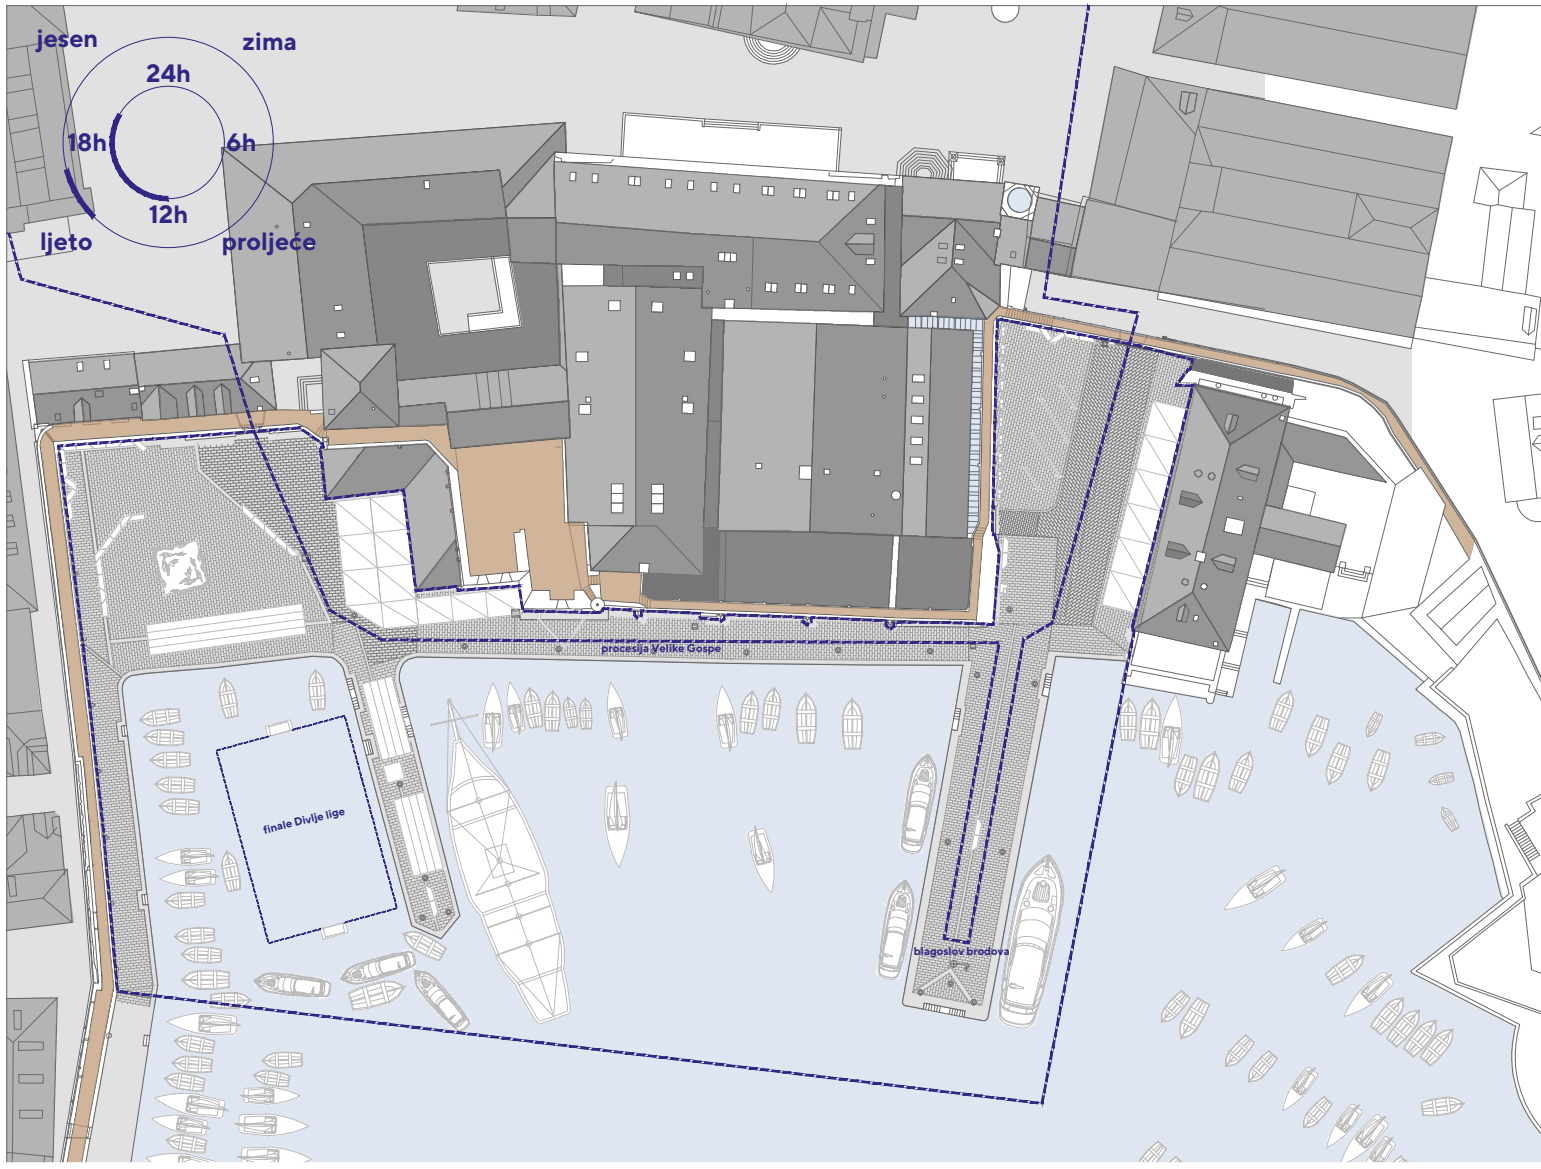 jesen
zima
24h
18h
6h
12h
ljeto
proljeće
procesija Velike Gospe
finale Divlje lige
blagoslov brodova